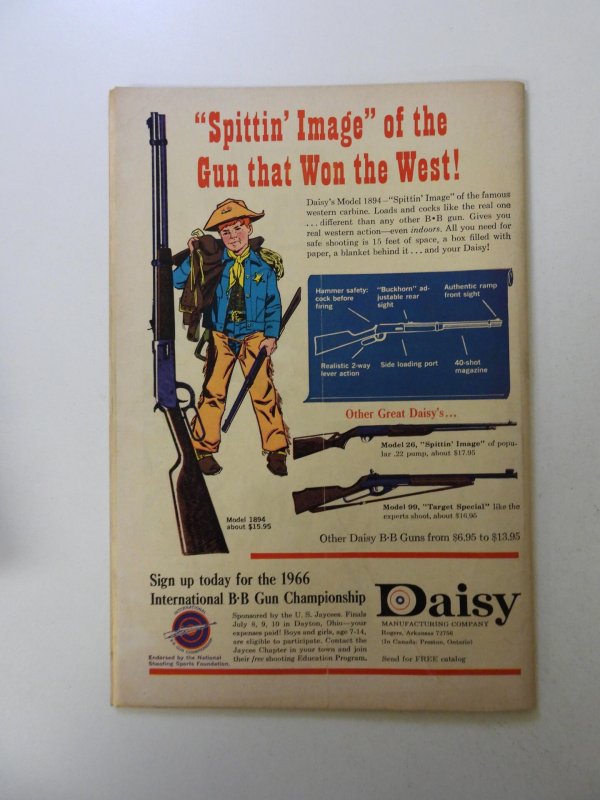 "Spittin' Image" of the
Gun that Won the West!
Daisy's Model 1894—"Spittin' Image" of the famous
western carbine. Loads and cocks like the real one
... different than any other B•B gun. Gives you
real western action—even indoors. All you need for
safe shooting is 15 feet of space, a box filled with
paper, a blanket behind it ... and your Daisy!
Hammer safety:
cock before
firing
"Buckhorn" ad-
justable rear
sight
Authentic ramp
front sight
Realistic 2-way
lever action
Side loading port
40-shot
magazine
Other Great Daisy's...
Model 26, "Spittin' Image" of popu-
lar .22 pump, about $17.95
Model 99, "Target Special" like the
experts shoot, about $16.95
Model 1894
about $15.95
Other Daisy B•B Guns from $6.95 to $13.95
Sign up today for the 1966
International B•B Gun Championship
INTERNATIONAL
CHAMPIONSHIPS
Endorsed by the National
Shooting Sports Foundation.
Sponsored by the U. S. Jaycees. Finals
July 8, 9, 10 in Dayton, Ohio—your
expenses paid! Boys and girls, age 7-14,
are eligible to participate. Contact the
Jaycee Chapter in your town and join
their free shooting Education Program.
Daisy
MANUFACTURING COMPANY
Rogers, Arkansas 72756
(In Canada: Preston, Ontario)
Send for FREE catalog